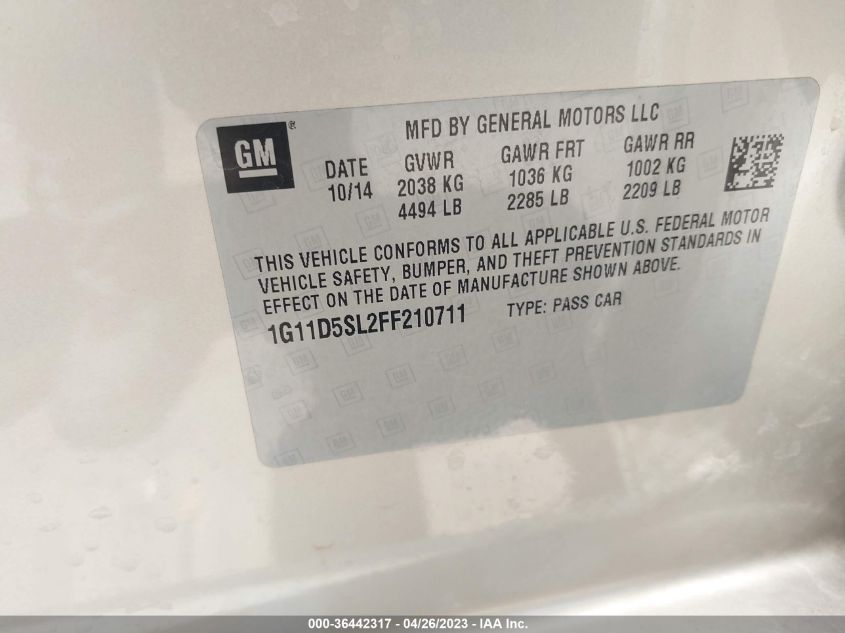 MFD BY GENERAL MOTORS LLC
GM ®
DATE GVWR GAWR FRT GAWR RR
10/14 2038 KG 1036 KG 1002 KG
4494 LB 2285 LB 2209 LB
THIS VEHICLE CONFORMS TO ALL APPLICABLE U.S. FEDERAL MOTOR
VEHICLE SAFETY, BUMPER, AND THEFT PREVENTION STANDARDS IN
EFFECT ON THE DATE OF MANUFACTURE SHOWN ABOVE.
1G11D5SL2FF210711 TYPE: PASS CAR
000-36442317 - 04/26/2023 - IAA Inc.